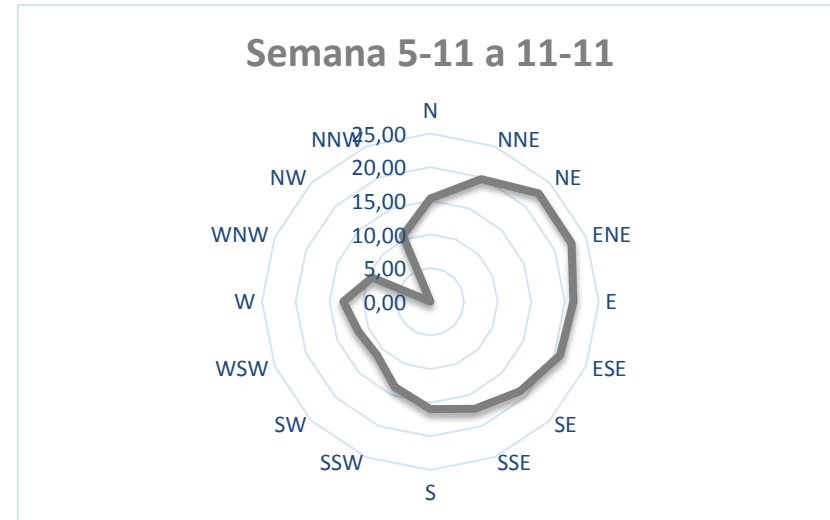 Semana 5-11 a 11-11
N
NNE
NE
ENE
E
ESE
SE
SSE
S
SSW
SW
WSW
W
WNW
NW
NNW
25,00
20,00
15,00
10,00
5,00
0,00